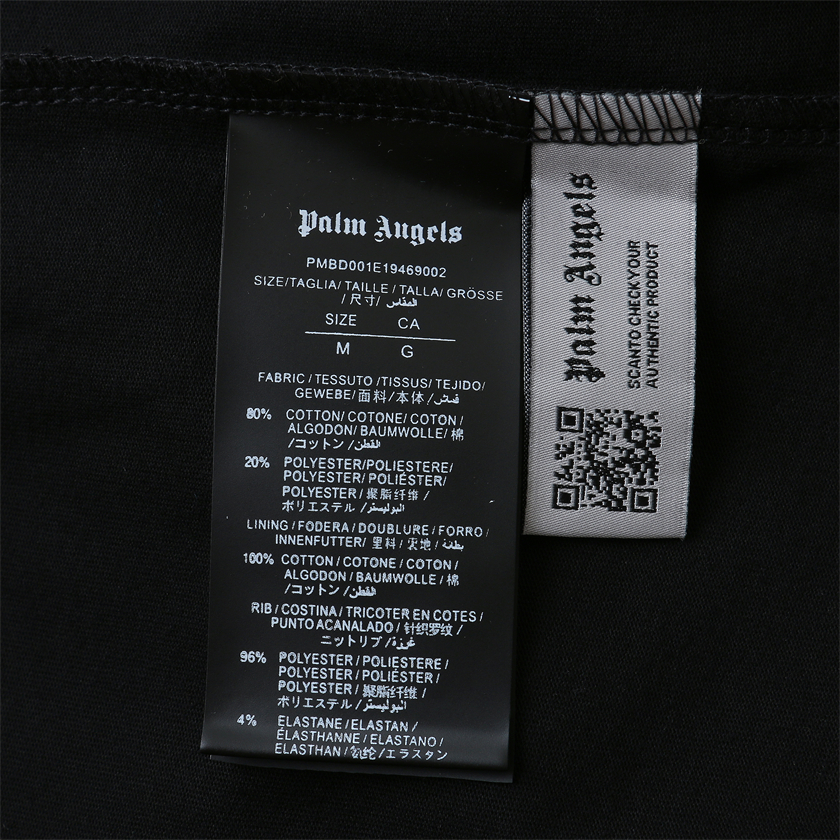 Palm Angels
PMBD001E19469002
SIZE/TAGLIA/TAILLE/TALLA/GRÖSSE
/尺寸/ المقاس
SIZE CA
M G
FABRIC/TESSUTO/TISSUS/TEJIDO/
GEWEBE/面料/本体/قماش
80% COTTON/COTONE/COTON/
ALGODON/BAUMWOLLE/棉
/コットン/القطن
20% POLYESTER/POLIESTERE/
POLYESTER/POLIÉSTER/
POLYESTER/聚脂纤维/
ポリエステル/البوليستر
LINING/FODERA/DOUBLURE/FORRO/
INNENFUTTER/里料/裏地/بطانة
100% COTTON/COTONE/COTON/
ALGODON/BAUMWOLLE/棉
/コットン/القطن
RIB/COSTINA/TRICOTER EN COTES/
PUNTO ACANALADO/针织罗纹/
ニットリブ/غرزة
96% POLYESTER/POLIESTERE/
POLYESTER/POLIÉSTER/
POLYESTER/聚脂纤维/
ポリエステル/البوليستر
4% ELASTANE/ELASTAN/
ÉLASTHANNE/ELASTANO/
ELASTHAN/氨纶/エラスタン
Palm Angels
SCAN TO CHECK YOUR
AUTHENTIC PRODUCT